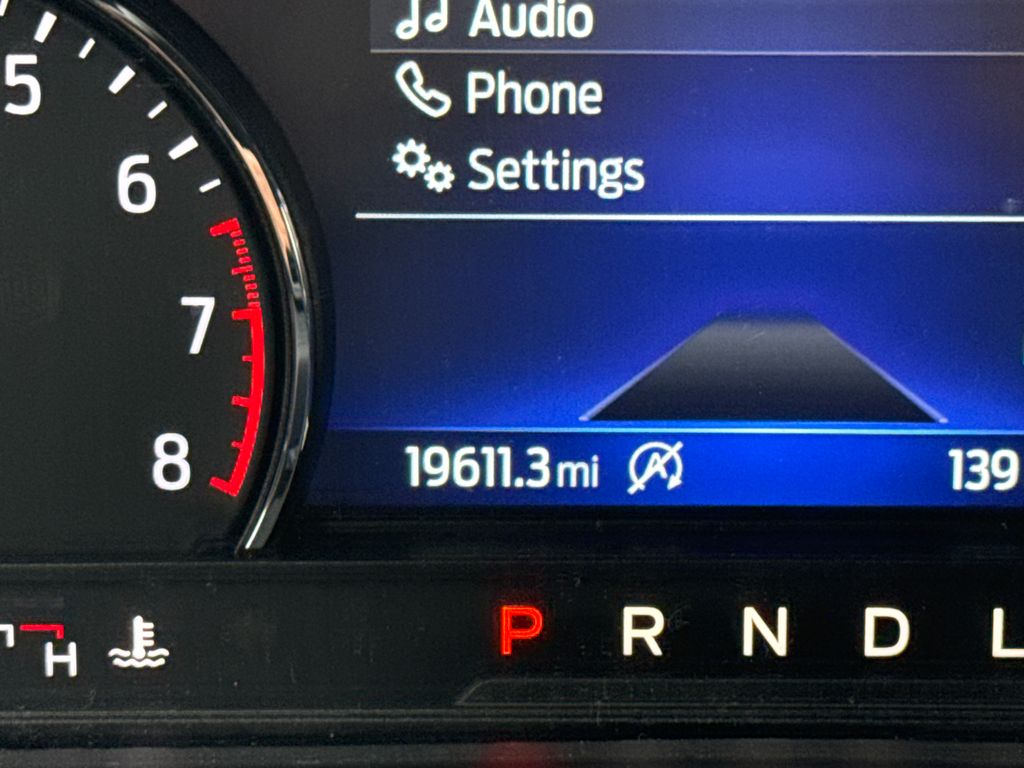 Audio
5
Phone
6
Settings
7
8
19611.3 mi
A
139
H
P R N D L